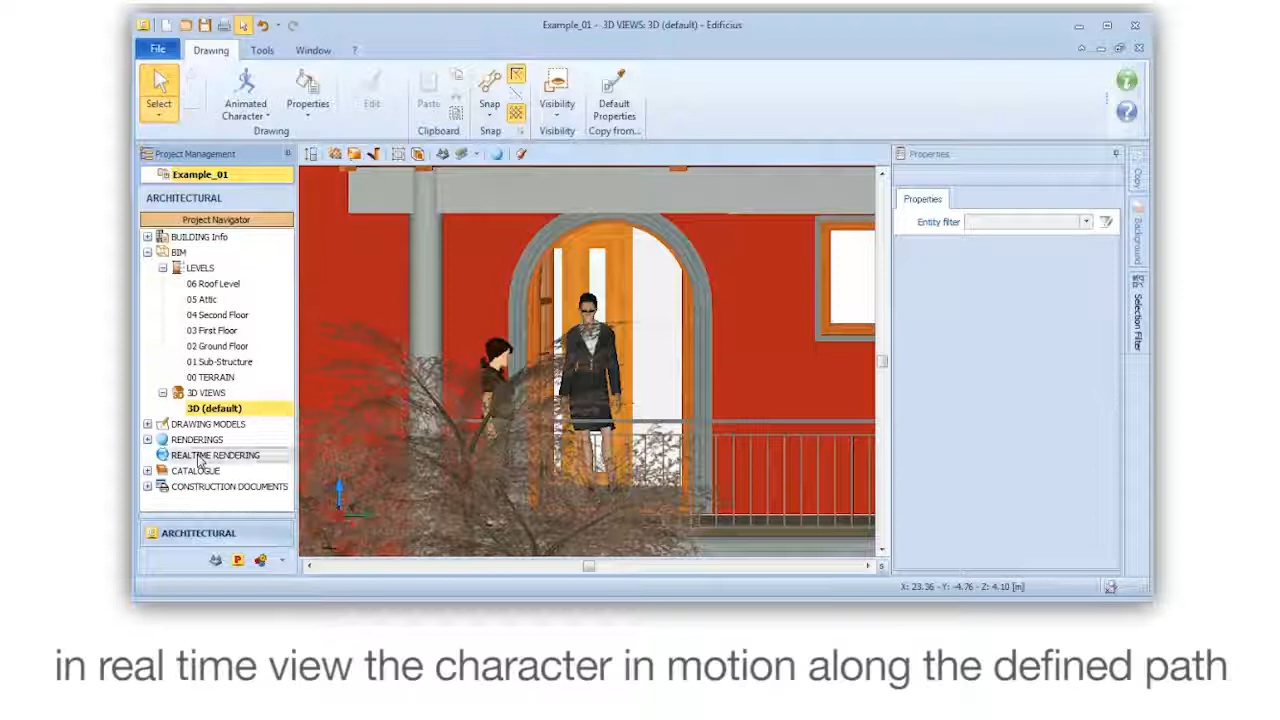 Example_01 - 3D VIEWS: 3D (default) - Edificius
File
Drawing
Tools
Window
?
Select
Animated
Character
Properties
Edit
Drawing
Paste
Clipboard
Snap
Snap
Visibility
Visibility
Default
Properties
Copy from...
Project Management
Example_01
ARCHITECTURAL
Project Navigator
BUILDING Info
BIM
LEVELS
06 Roof Level
05 Attic
04 Second Floor
03 First Floor
02 Ground Floor
01 Sub-Structure
00 TERRAIN
3D VIEWS
3D (default)
DRAWING MODELS
RENDERINGS
REALTIME RENDERING
CATALOGUE
CONSTRUCTION DOCUMENTS
ARCHITECTURAL
Properties
Properties
Entity filter
Copy
Background
Selection Filter
X: 23.36 - Y: -4.76 - Z: 4.10 [m]
in real time view the character in motion along the defined path